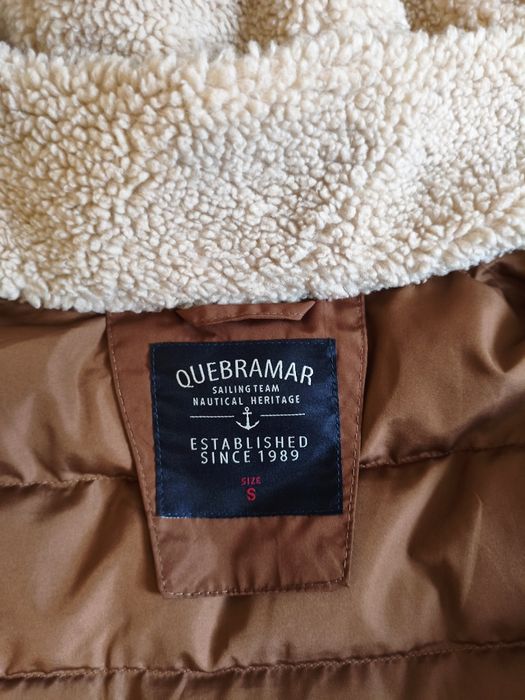 QUEBRAMAR
SAILING TEAM
NAUTICAL HERITAGE
ESTABLISHED
SINCE 1989
SIZE
S